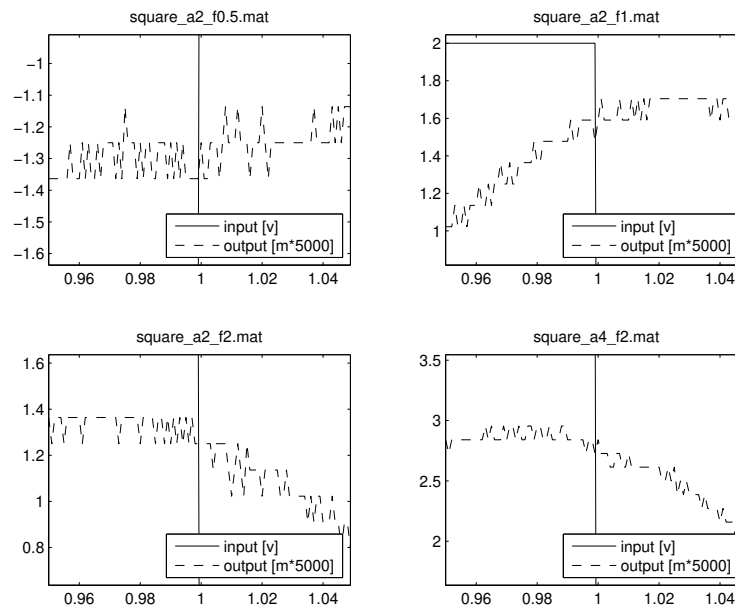 square_a2_f0.5.mat
−1
−1.1
−1.2
−1.3
−1.4
−1.5
−1.6
input [v]
output [m*5000]
0.96 0.98 1 1.02 1.04
square_a2_f1.mat
2
1.8
1.6
1.4
1.2
1
input [v]
output [m*5000]
0.96 0.98 1 1.02 1.04
square_a2_f2.mat
1.6
1.4
1.2
1
0.8
input [v]
output [m*5000]
0.96 0.98 1 1.02 1.04
square_a4_f2.mat
3.5
3
2.5
2
input [v]
output [m*5000]
0.96 0.98 1 1.02 1.04